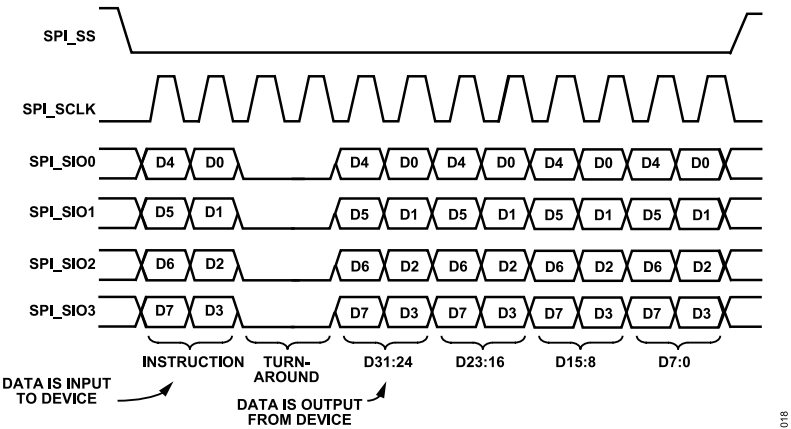 SPI_SS
SPI_SCLK
SPI_SIO0 D4 D0 D4 D0 D4 D0 D4 D0 D4 D0
SPI_SIO1 D5 D1 D5 D1 D5 D1 D5 D1 D5 D1
SPI_SIO2 D6 D2 D6 D2 D6 D2 D6 D2 D6 D2
SPI_SIO3 D7 D3 D7 D3 D7 D3 D7 D3 D7 D3
INSTRUCTION
TURN-
AROUND
D31:24 D23:16 D15:8 D7:0
DATA IS INPUT
TO DEVICE
DATA IS OUTPUT
FROM DEVICE
018